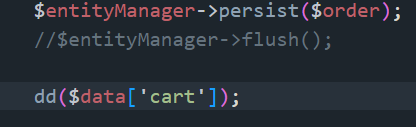 $entityManager->persist($order);
//$entityManager->flush();
dd($data['cart']);